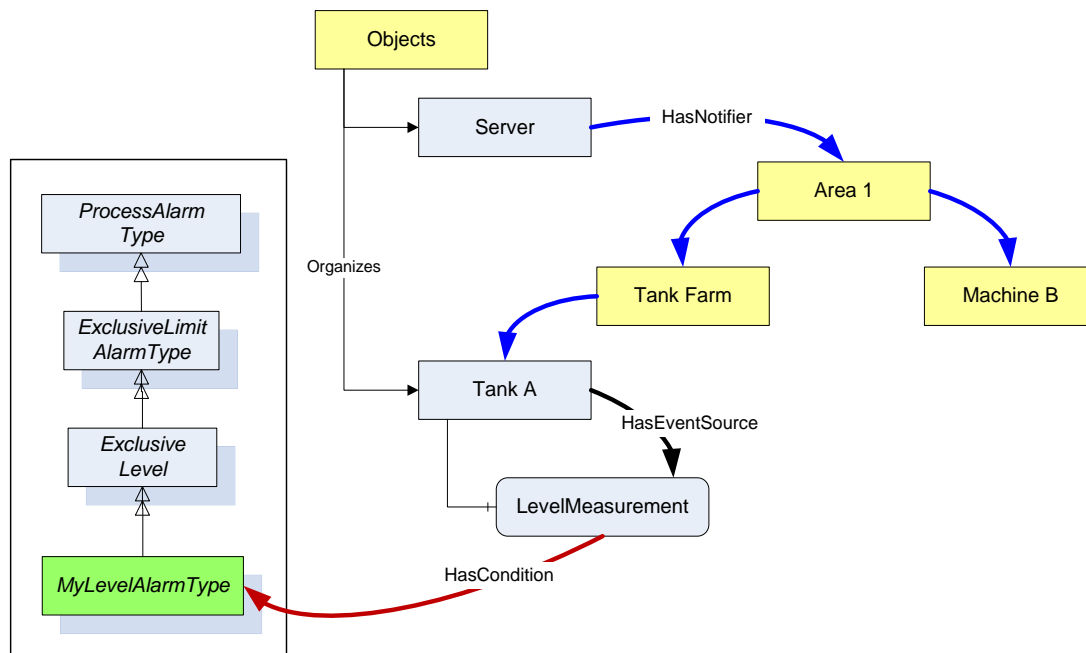 Objects
Server
HasNotifier
Area 1
ProcessAlarm
Type
Organizes
Tank Farm
Machine B
ExclusiveLimit
AlarmType
Tank A
HasEventSource
Exclusive
Level
LevelMeasurement
HasCondition
MyLevelAlarmType